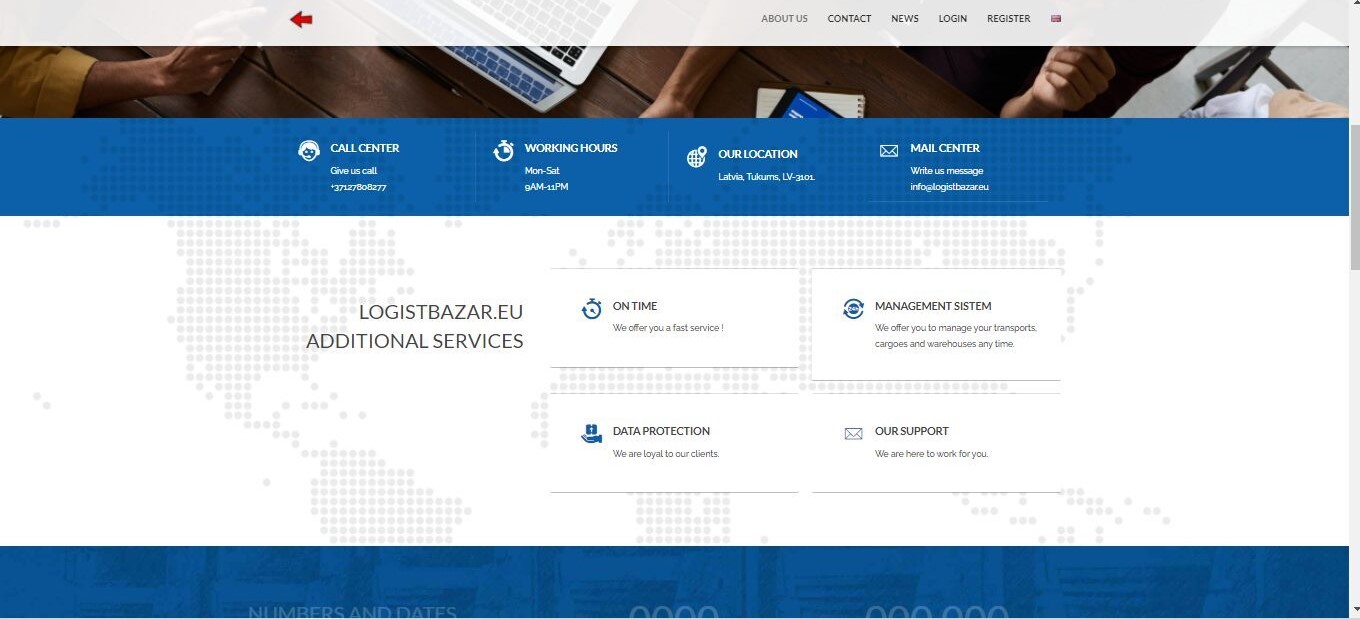 ABOUT US CONTACT NEWS LOGIN REGISTER
CALL CENTER
Give us call
+37127808277
WORKING HOURS
Mon-Sat
9AM-11PM
OUR LOCATION
Latvia, Tukums, LV-3101.
MAIL CENTER
Write us message
info@logistbazar.eu
LOGISTBAZAR.EU
ADDITIONAL SERVICES
ON TIME
We offer you a fast service !
MANAGEMENT SISTEM
We offer you to manage your transports,
cargoes and warehouses any time.
DATA PROTECTION
We are loyal to our clients.
OUR SUPPORT
We are here to work for you.
NUMBERS AND DATES